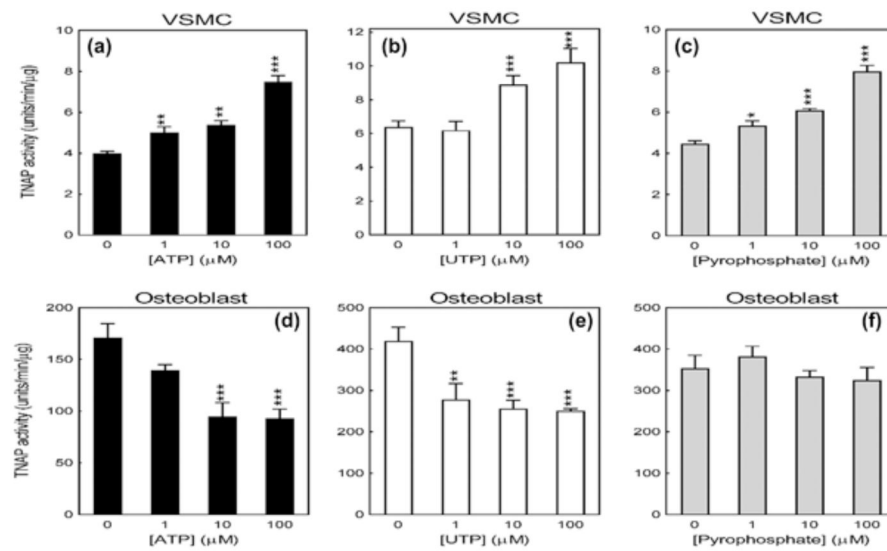 VSMC VSMC VSMC
(a) (b) (c)
TNAP activity (units/min/µg)
10 12 10
8 10 8
6 8 6
4 6 4
2 4 2
0 2 0
0
** ** ***
*** ***
* *** ***
0 1 10 100 0 1 10 100 0 1 10 100
[ATP] (µM) [UTP] (µM) [Pyrophosphate] (µM)
Osteoblast Osteoblast Osteoblast
(d) (e) (f)
TNAP activity (units/min/µg)
200 500 500
150 400 400
100 300 300
50 200 200
0 100 100
0 0
*** ***
** *** ***
0 1 10 100 0 1 10 100 0 1 10 100
[ATP] (µM) [UTP] (µM) [Pyrophosphate] (µM)